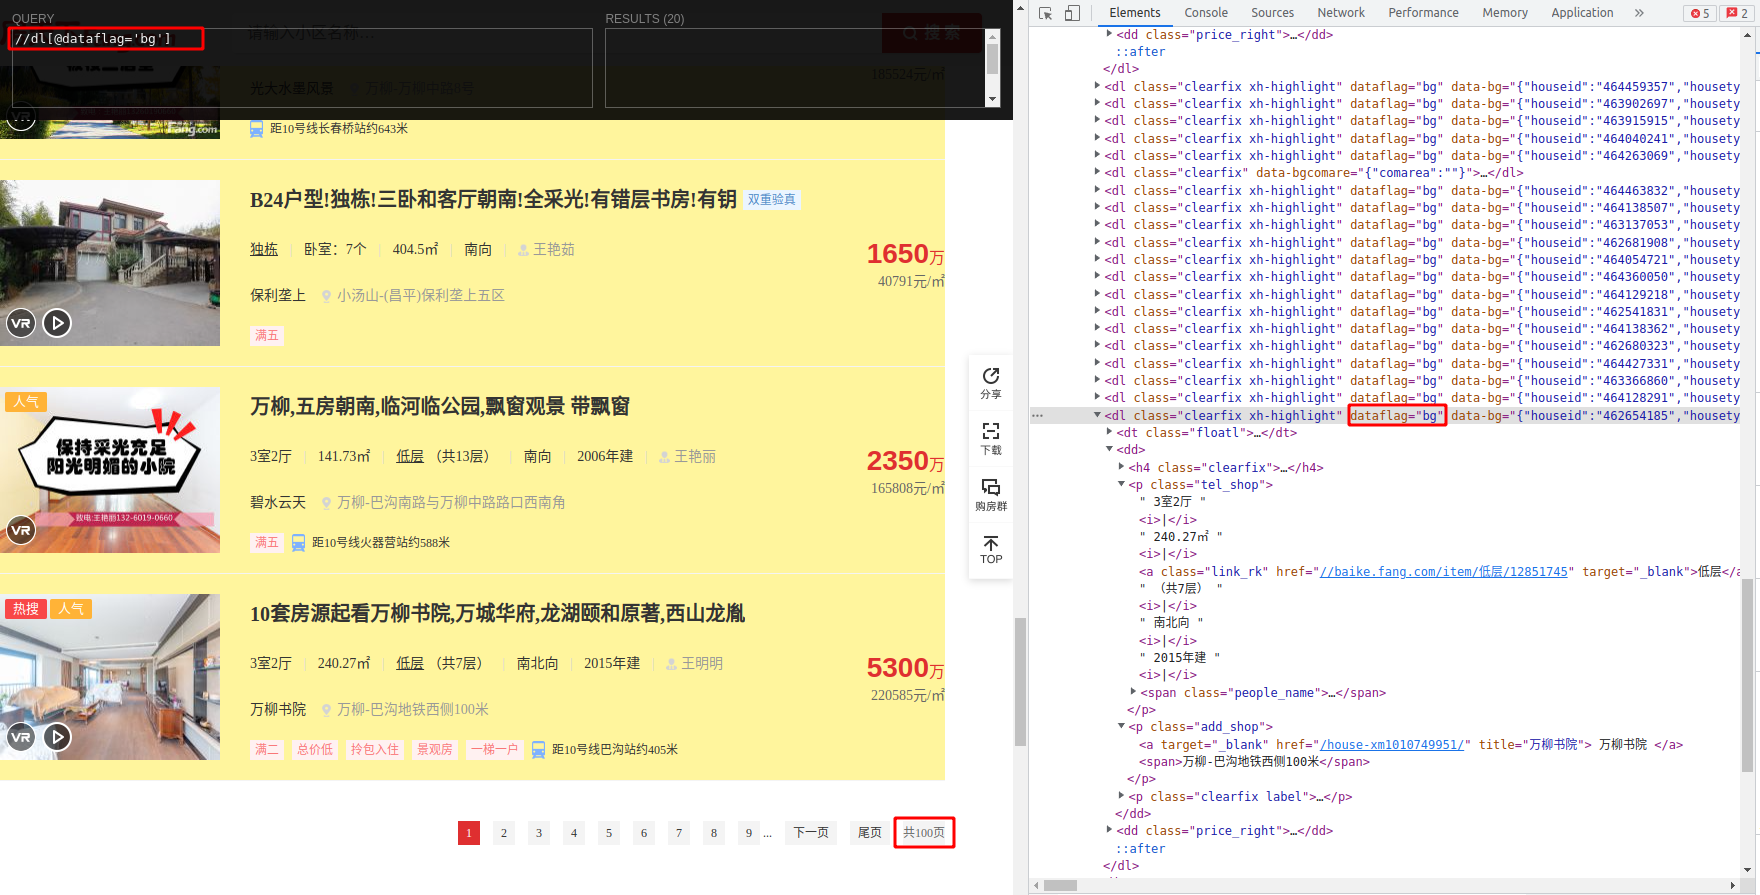 QUERY
RESULTS (20)
//dl[@dataflag='bg']
请输入小区名称...
搜 索
185524元/㎡
光大水墨风景 万柳-万柳中路8号
VR
Fang.com
距10号线长春桥站约643米
B24户型!独栋!三卧和客厅朝南!全采光!有错层书房!有钥 双重验真
独栋 | 卧室：7个 | 404.5㎡ | 南向 | 王艳茹
1650万
40791元/㎡
保利垄上 小汤山-(昌平)保利垄上五区
VR
满五
人气
万柳,五房朝南,临河临公园,飘窗观景 带飘窗
保持采光充足
阳光明媚的小院
3室2厅 | 141.73㎡ | 低层 （共13层） | 南向 | 2006年建 | 王艳丽
2350万
165808元/㎡
碧水云天 万柳-巴沟南路与万柳中路路口西南角
致电:王艳丽132-6019-0660
VR
满五 距10号线火器营站约588米
热搜 人气
10套房源起看万柳书院,万城华府,龙湖颐和原著,西山龙胤
3室2厅 | 240.27㎡ | 低层 （共7层） | 南北向 | 2015年建 | 王明明
5300万
220585元/㎡
万柳书院 万柳-巴沟地铁西侧100米
VR
满二 总价低 拎包入住 景观房 一梯一户 距10号线巴沟站约405米
分享
下载
购房群
TOP
1 2 3 4 5 6 7 8 9 ... 下一页 尾页 共100页
Elements Console Sources Network Performance Memory Application » 5 2
<dd class="price_right">…</dd>
::after
</dl>
<dl class="clearfix xh-highlight" dataflag="bg" data-bg="{"houseid":"464459357","housety
<dl class="clearfix xh-highlight" dataflag="bg" data-bg="{"houseid":"463902697","housety
<dl class="clearfix xh-highlight" dataflag="bg" data-bg="{"houseid":"463915915","housety
<dl class="clearfix xh-highlight" dataflag="bg" data-bg="{"houseid":"464040241","housety
<dl class="clearfix xh-highlight" dataflag="bg" data-bg="{"houseid":"464263069","housety
<dl class="clearfix" data-bgcomare="{"comarea":""}">…</dl>
<dl class="clearfix xh-highlight" dataflag="bg" data-bg="{"houseid":"464463832","housety
<dl class="clearfix xh-highlight" dataflag="bg" data-bg="{"houseid":"464138507","housety
<dl class="clearfix xh-highlight" dataflag="bg" data-bg="{"houseid":"463137053","housety
<dl class="clearfix xh-highlight" dataflag="bg" data-bg="{"houseid":"462681908","housety
<dl class="clearfix xh-highlight" dataflag="bg" data-bg="{"houseid":"464054721","housety
<dl class="clearfix xh-highlight" dataflag="bg" data-bg="{"houseid":"464360050","housety
<dl class="clearfix xh-highlight" dataflag="bg" data-bg="{"houseid":"464129218","housety
<dl class="clearfix xh-highlight" dataflag="bg" data-bg="{"houseid":"462541831","housety
<dl class="clearfix xh-highlight" dataflag="bg" data-bg="{"houseid":"464138362","housety
<dl class="clearfix xh-highlight" dataflag="bg" data-bg="{"houseid":"462680323","housety
<dl class="clearfix xh-highlight" dataflag="bg" data-bg="{"houseid":"464427331","housety
<dl class="clearfix xh-highlight" dataflag="bg" data-bg="{"houseid":"463366860","housety
<dl class="clearfix xh-highlight" dataflag="bg" data-bg="{"houseid":"464128291","housety
<dl class="clearfix xh-highlight" dataflag="bg" data-bg="{"houseid":"462654185","housety
<dt class="floatl">…</dt>
<dd>
<h4 class="clearfix">…</h4>
<p class="tel_shop">
" 3室2厅 "
<i>|</i>
" 240.27㎡ "
<i>|</i>
<a class="link_rk" href="//baike.fang.com/item/低层/12851745" target="_blank">低层</a
" （共7层） "
<i>|</i>
" 南北向 "
<i>|</i>
" 2015年建 "
<i>|</i>
<span class="people_name">…</span>
</p>
<p class="add_shop">
<a target="_blank" href="/house-xm1010749951/" title="万柳书院"> 万柳书院 </a>
<span>万柳-巴沟地铁西侧100米</span>
</p>
<p class="clearfix label">…</p>
</dd>
<dd class="price_right">…</dd>
::after
</dl>